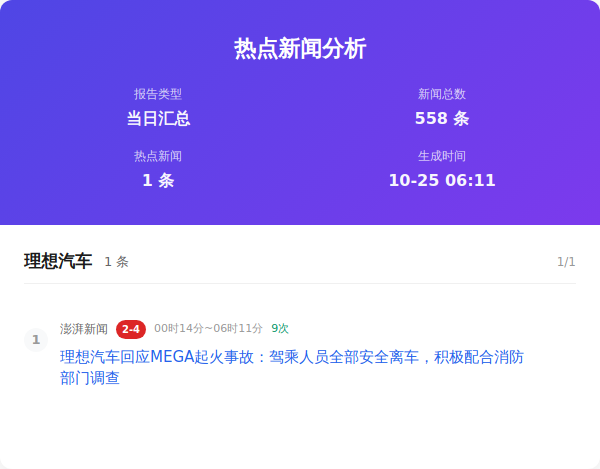 热点新闻分析
报告类型
当日汇总
新闻总数
558 条
热点新闻
1 条
生成时间
10-25 06:11
理想汽车 1 条 1/1
1
澎湃新闻 2-4 00时14分~06时11分 9次
理想汽车回应MEGA起火事故：驾乘人员全部安全离车，积极配合消防
部门调查